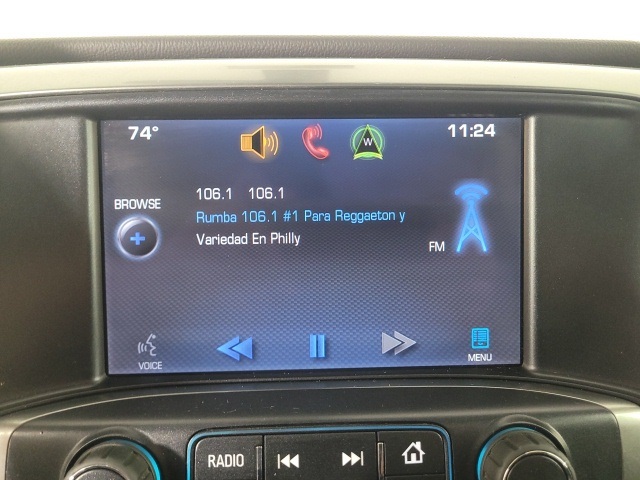 74° W 11:24
106.1 106.1
BROWSE
Rumba 106.1 #1 Para Reggaeton y
Variedad En Philly
FM
VOICE
MENU
RADIO